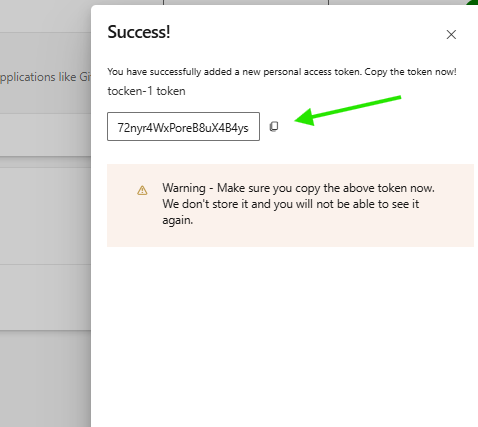 Success!
pplications like Gi
You have successfully added a new personal access token. Copy the token now!
tocken-1 token
72nyr4WxPoreB8uX4B4ys
Warning - Make sure you copy the above token now.
We don't store it and you will not be able to see it
again.